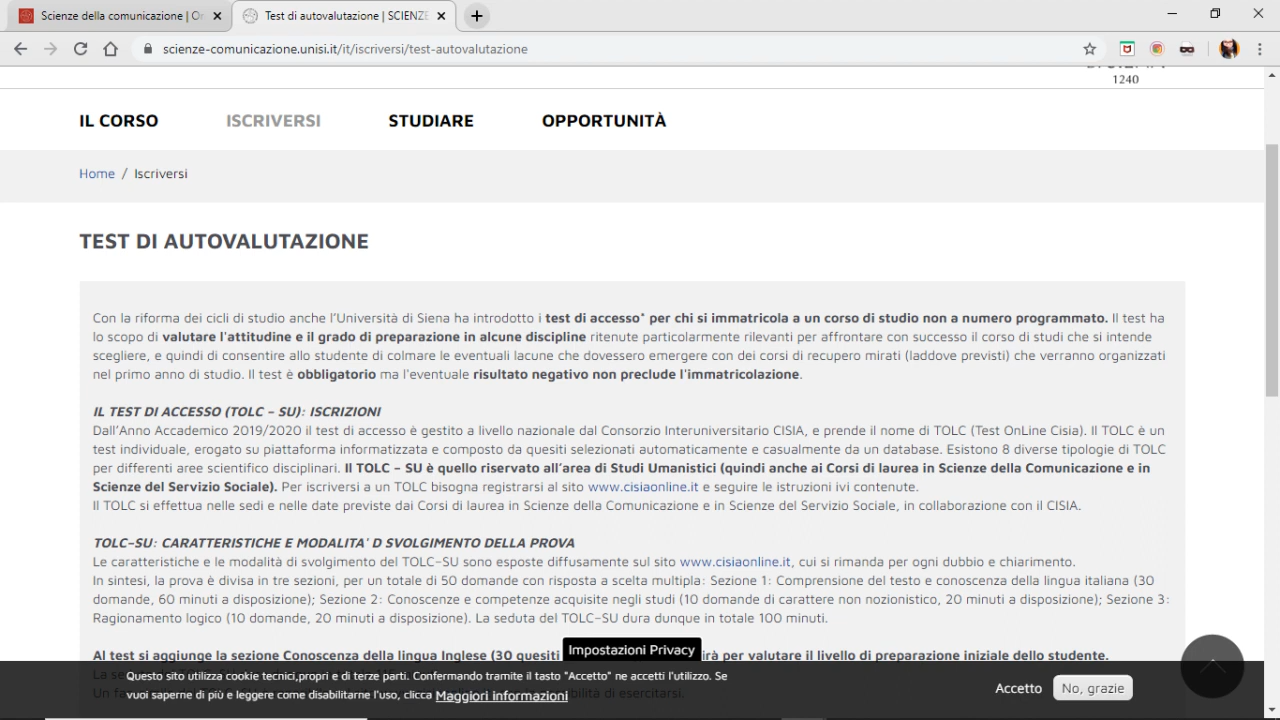 Scienze della comunicazione | Or
Test di autovalutazione | SCIENZE
scienze-comunicazione.unisi.it/it/iscriversi/test-autovalutazione
1240
IL CORSO ISCRIVERSI STUDIARE OPPORTUNITÀ
Home / Iscriversi
TEST DI AUTOVALUTAZIONE
Con la riforma dei cicli di studio anche l'Università di Siena ha introdotto i test di accesso* per chi si immatricola a un corso di studio non a numero programmato. Il test ha
lo scopo di valutare l'attitudine e il grado di preparazione in alcune discipline ritenute particolarmente rilevanti per affrontare con successo il corso di studi che si intende
scegliere, e quindi di consentire allo studente di colmare le eventuali lacune che dovessero emergere con dei corsi di recupero mirati (laddove previsti) che verranno organizzati
nel primo anno di studio. Il test è obbligatorio ma l'eventuale risultato negativo non preclude l'immatricolazione.
IL TEST DI ACCESSO (TOLC – SU): ISCRIZIONI
Dall'Anno Accademico 2019/2020 il test di accesso è gestito a livello nazionale dal Consorzio Interuniversitario CISIA, e prende il nome di TOLC (Test OnLine Cisia). Il TOLC è un
test individuale, erogato su piattaforma informatizzata e composto da quesiti selezionati automaticamente e casualmente da un database. Esistono 8 diverse tipologie di TOLC
per differenti aree scientifico disciplinari. Il TOLC – SU è quello riservato all'area di Studi Umanistici (quindi anche ai Corsi di laurea in Scienze della Comunicazione e in
Scienze del Servizio Sociale). Per iscriversi a un TOLC bisogna registrarsi al sito www.cisiaonline.it e seguire le istruzioni ivi contenute.
Il TOLC si effettua nelle sedi e nelle date previste dai Corsi di laurea in Scienze della Comunicazione e in Scienze del Servizio Sociale, in collaborazione con il CISIA.
TOLC-SU: CARATTERISTICHE E MODALITA' D SVOLGIMENTO DELLA PROVA
Le caratteristiche e le modalità di svolgimento del TOLC-SU sono esposte diffusamente sul sito www.cisiaonline.it, cui si rimanda per ogni dubbio e chiarimento.
In sintesi, la prova è divisa in tre sezioni, per un totale di 50 domande con risposta a scelta multipla: Sezione 1: Comprensione del testo e conoscenza della lingua italiana (30
domande, 60 minuti a disposizione); Sezione 2: Conoscenze e competenze acquisite negli studi (10 domande di carattere non nozionistico, 20 minuti a disposizione); Sezione 3:
Ragionamento logico (10 domande, 20 minuti a disposizione). La seduta del TOLC-SU dura dunque in totale 100 minuti.
Al test si aggiunge la sezione Conoscenza della lingua Inglese (30 quesiti irà per valutare il livello di preparazione iniziale dello studente.
Impostazioni Privacy
Questo sito utilizza cookie tecnici,propri e di terze parti. Confermando tramite il tasto "Accetto" ne accetti l'utilizzo. Se
vuoi saperne di più e leggere come disabilitarne l'uso, clicca Maggiori informazioni
Accetto No, grazie